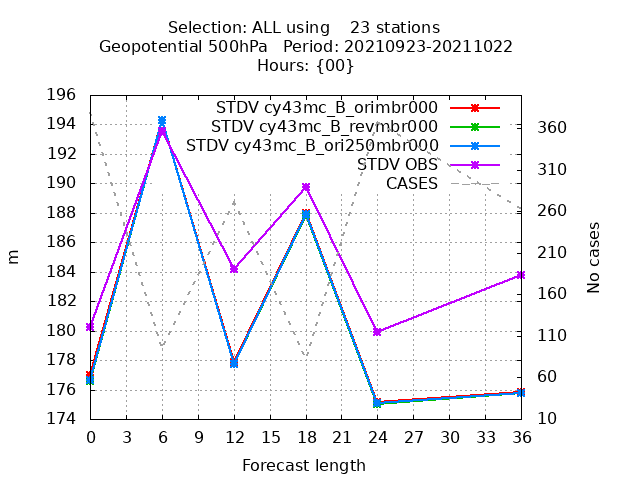 Selection: ALL using    23 stations
Geopotential 500hPa   Period: 20210923-20211022
Hours: {00}
STDV cy43mc_B_orimbr000
STDV cy43mc_B_revmbr000
STDV cy43mc_B_ori250mbr000
STDV OBS
CASES
196
194
192
190
188
186
184
182
180
178
176
174
m
360
310
260
210
160
110
60
10
No cases
0 3 6 9 12 15 18 21 24 27 30 33 36
Forecast length